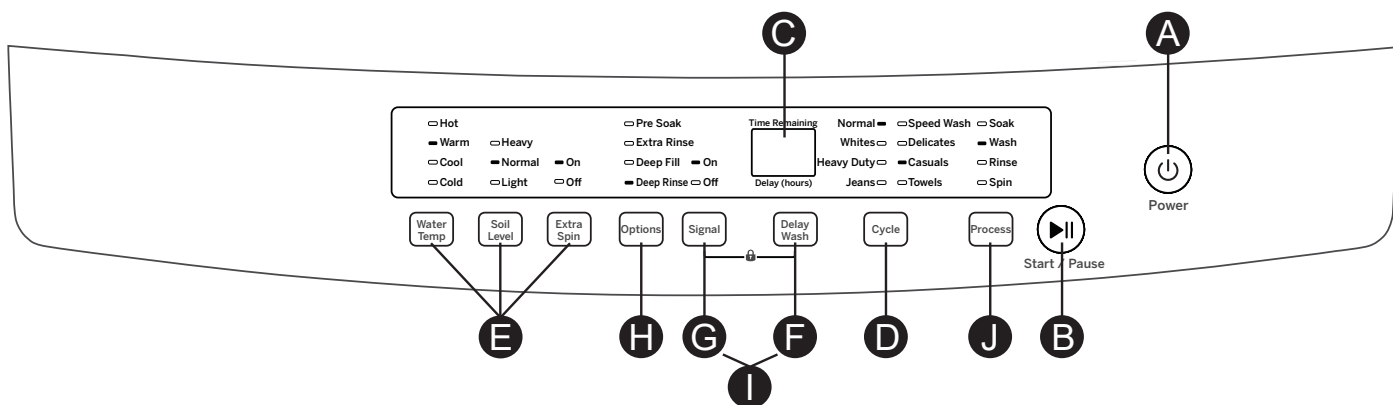 C
A
Hot
Pre Soak
Time Remaining
Normal
Speed Wash
Soak
Warm
Heavy
Extra Rinse
Whites
Delicates
Wash
Cool
Normal
On
Deep Fill
On
Heavy Duty
Casuals
Rinse
Cold
Light
Off
Deep Rinse
Off
Delay (hours)
Jeans
Towels
Spin
Power
Water
Temp
Soil
Level
Extra
Spin
Options
Signal
Delay
Wash
Cycle
Process
Start / Pause
E
H
G
F
D
J
B
I